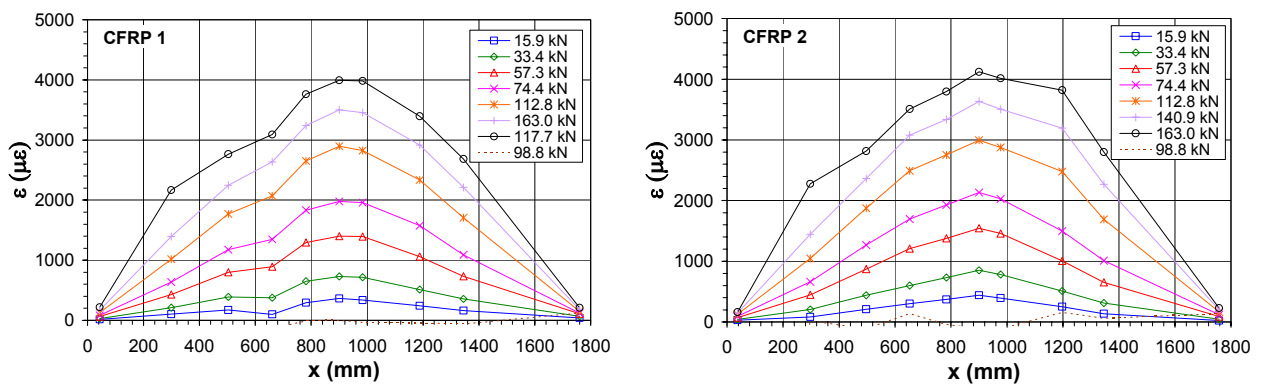 CFRP 1
5000
4000
3000
2000
1000
0
ε (με)
0 200 400 600 800 1000 1200 1400 1600 1800
x (mm)
15.9 kN
33.4 kN
57.3 kN
74.4 kN
112.8 kN
163.0 kN
117.7 kN
98.8 kN
CFRP 2
5000
4000
3000
2000
1000
0
ε (με)
0 200 400 600 800 1000 1200 1400 1600 1800
x (mm)
15.9 kN
33.4 kN
57.3 kN
74.4 kN
112.8 kN
140.9 kN
163.0 kN
98.8 kN